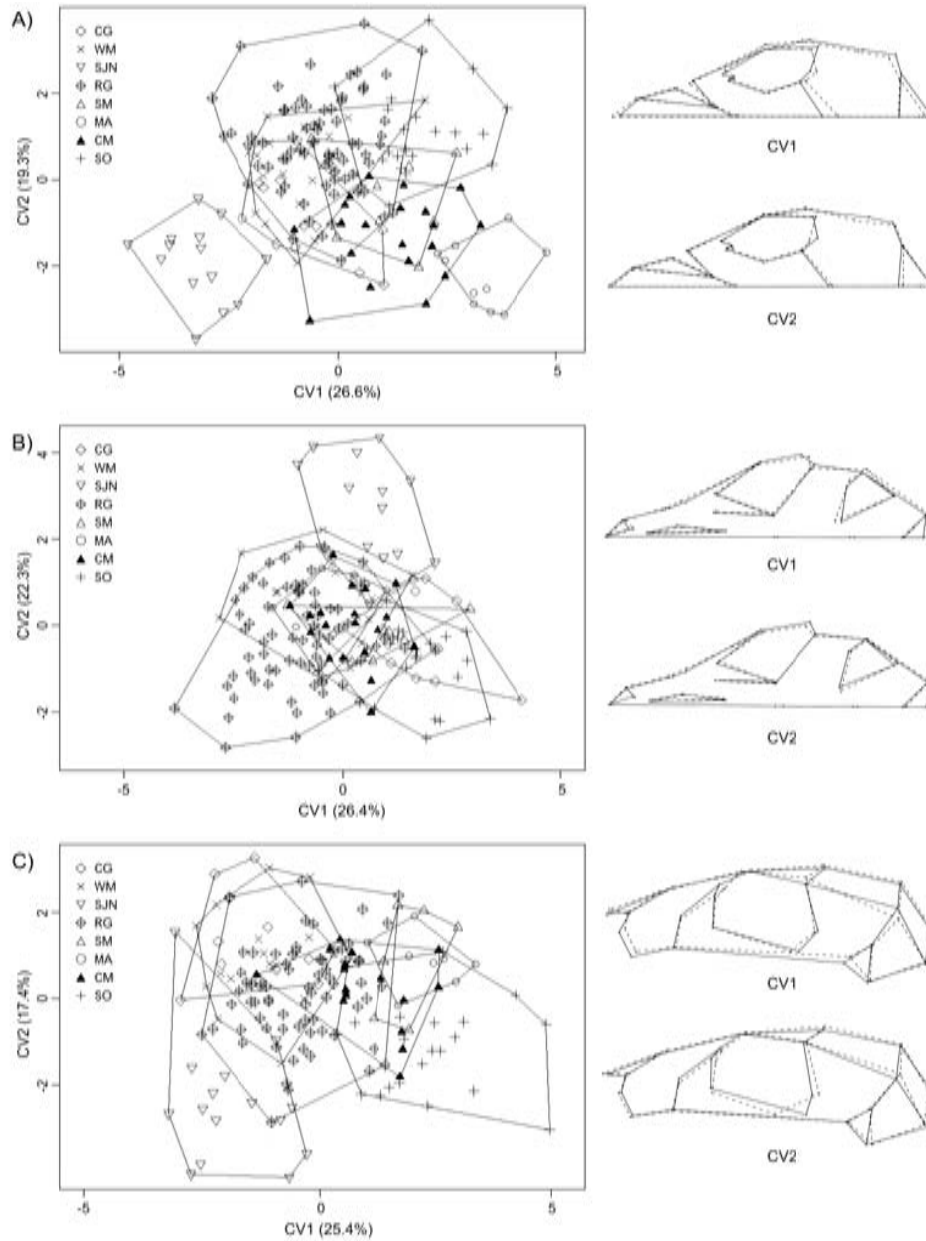 A)
CG
WM
SJN
RG
SM
MA
CM
SO
2
0
-2
CV2 (19.3%)
-5
0
5
CV1 (26.6%)
CV1
CV2
B)
CG
WM
SJN
RG
SM
MA
CM
SO
4
2
0
-2
CV2 (22.3%)
-5
0
5
CV1 (26.4%)
CV1
CV2
C)
CG
WM
SJN
RG
SM
MA
CM
SO
2
0
-2
CV2 (17.4%)
-5
0
5
CV1 (25.4%)
CV1
CV2